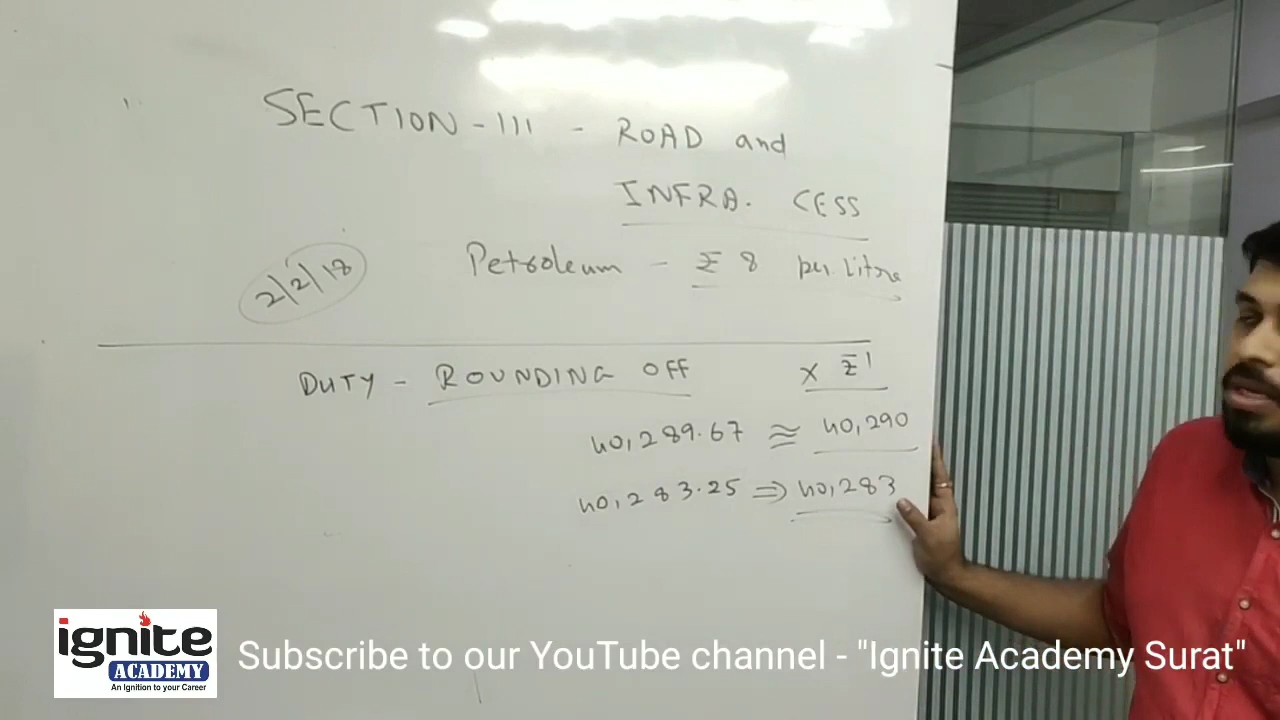 SECTION-III - ROAD and
INFRA. CESS
Petroleum - ₹ 8 per litre
2/2/18
DUTY - ROUNDING OFF × ₹1
40,289.67 ≅ 40,290
40,283.25 ⇒ 40,283
ignite
ACADEMY
An Ignition to your Career
Subscribe to our YouTube channel - "Ignite Academy Surat"